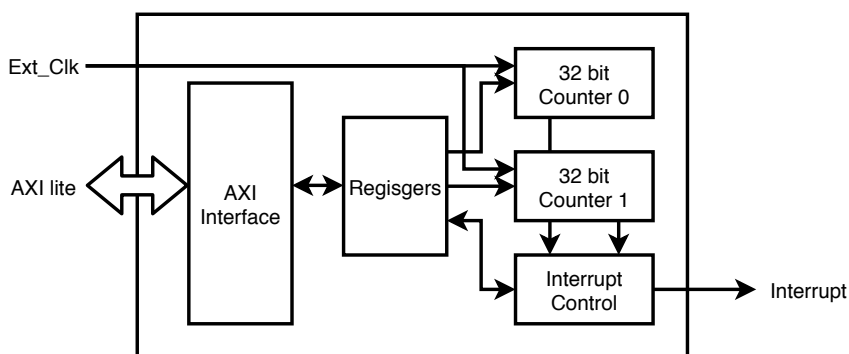 Ext_Clk
32 bit
Counter 0
AXI lite
AXI
Interface
Regisgers
32 bit
Counter 1
Interrupt
Control
Interrupt